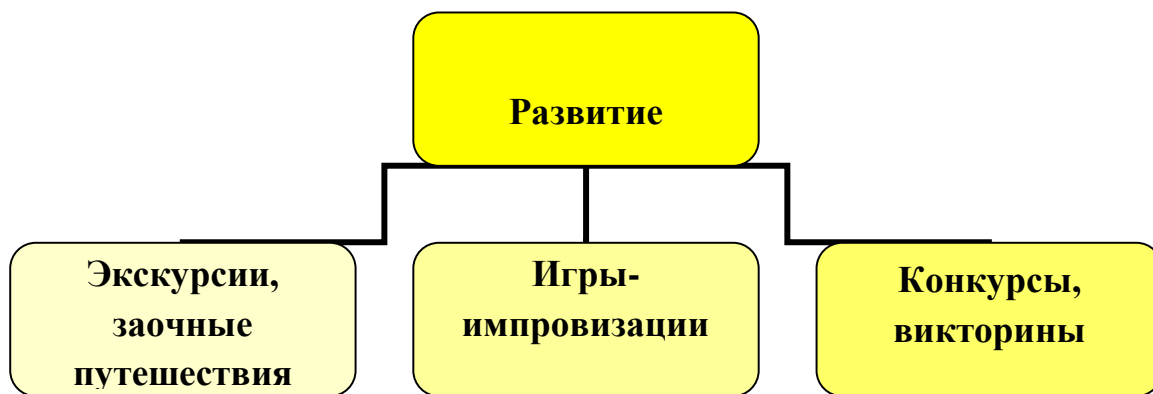 Развитие
Экскурсии,
заочные
путешествия
Игры-
импровизации
Конкурсы,
викторины